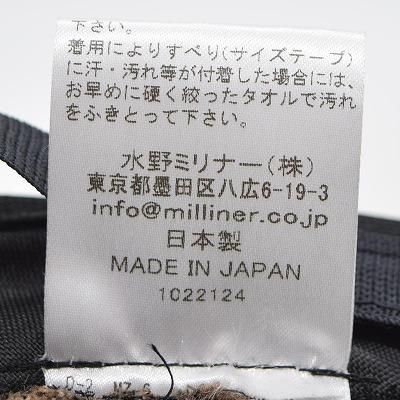 下さい。
着用によりすべり(サイズテープ)
に汗・汚れ等が付着した場合には、
お早めに硬く絞ったタオルで汚れ
をふきとって下さい。
水野ミリナー(株)
東京都墨田区八広6-19-3
info@milliner.co.jp
日本製
MADE IN JAPAN
1022124